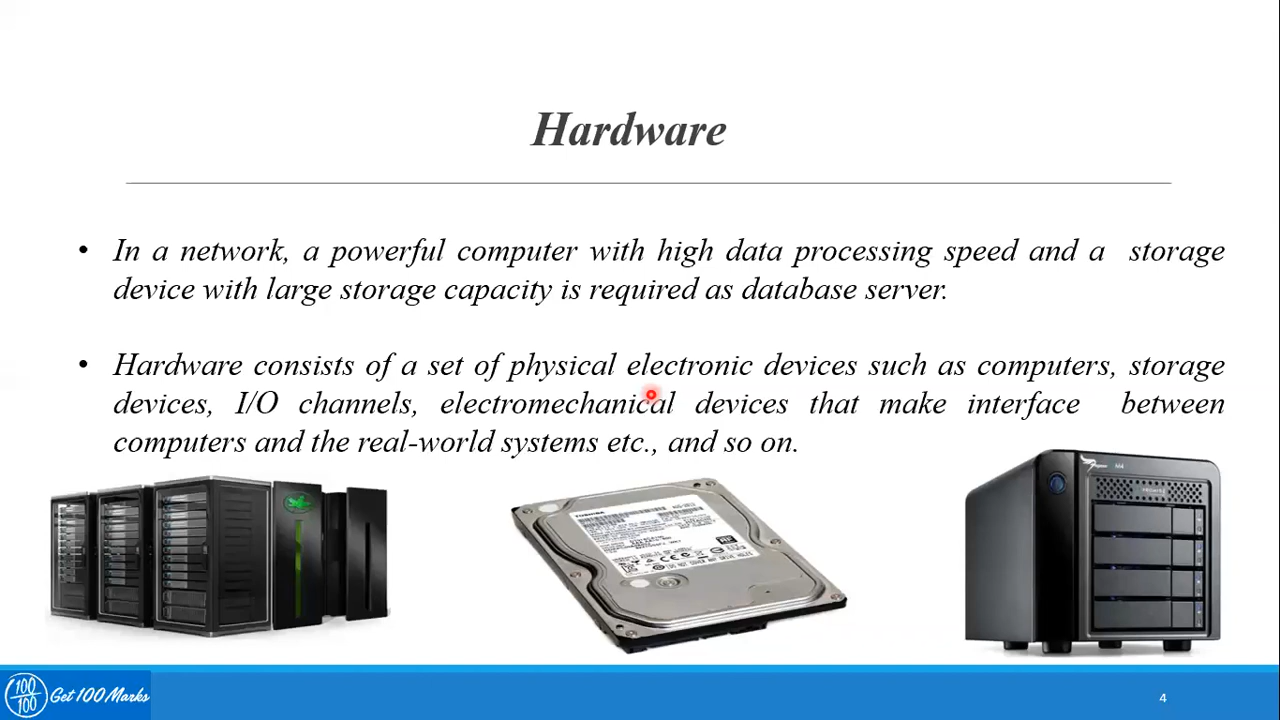 Hardware
• In a network, a powerful computer with high data processing speed and a storage
device with large storage capacity is required as database server.
• Hardware consists of a set of physical electronic devices such as computers, storage
devices, I/O channels, electromechanical devices that make interface between
computers and the real-world systems etc., and so on.
TOSHIBA
100
100
Get 100 Marks
4